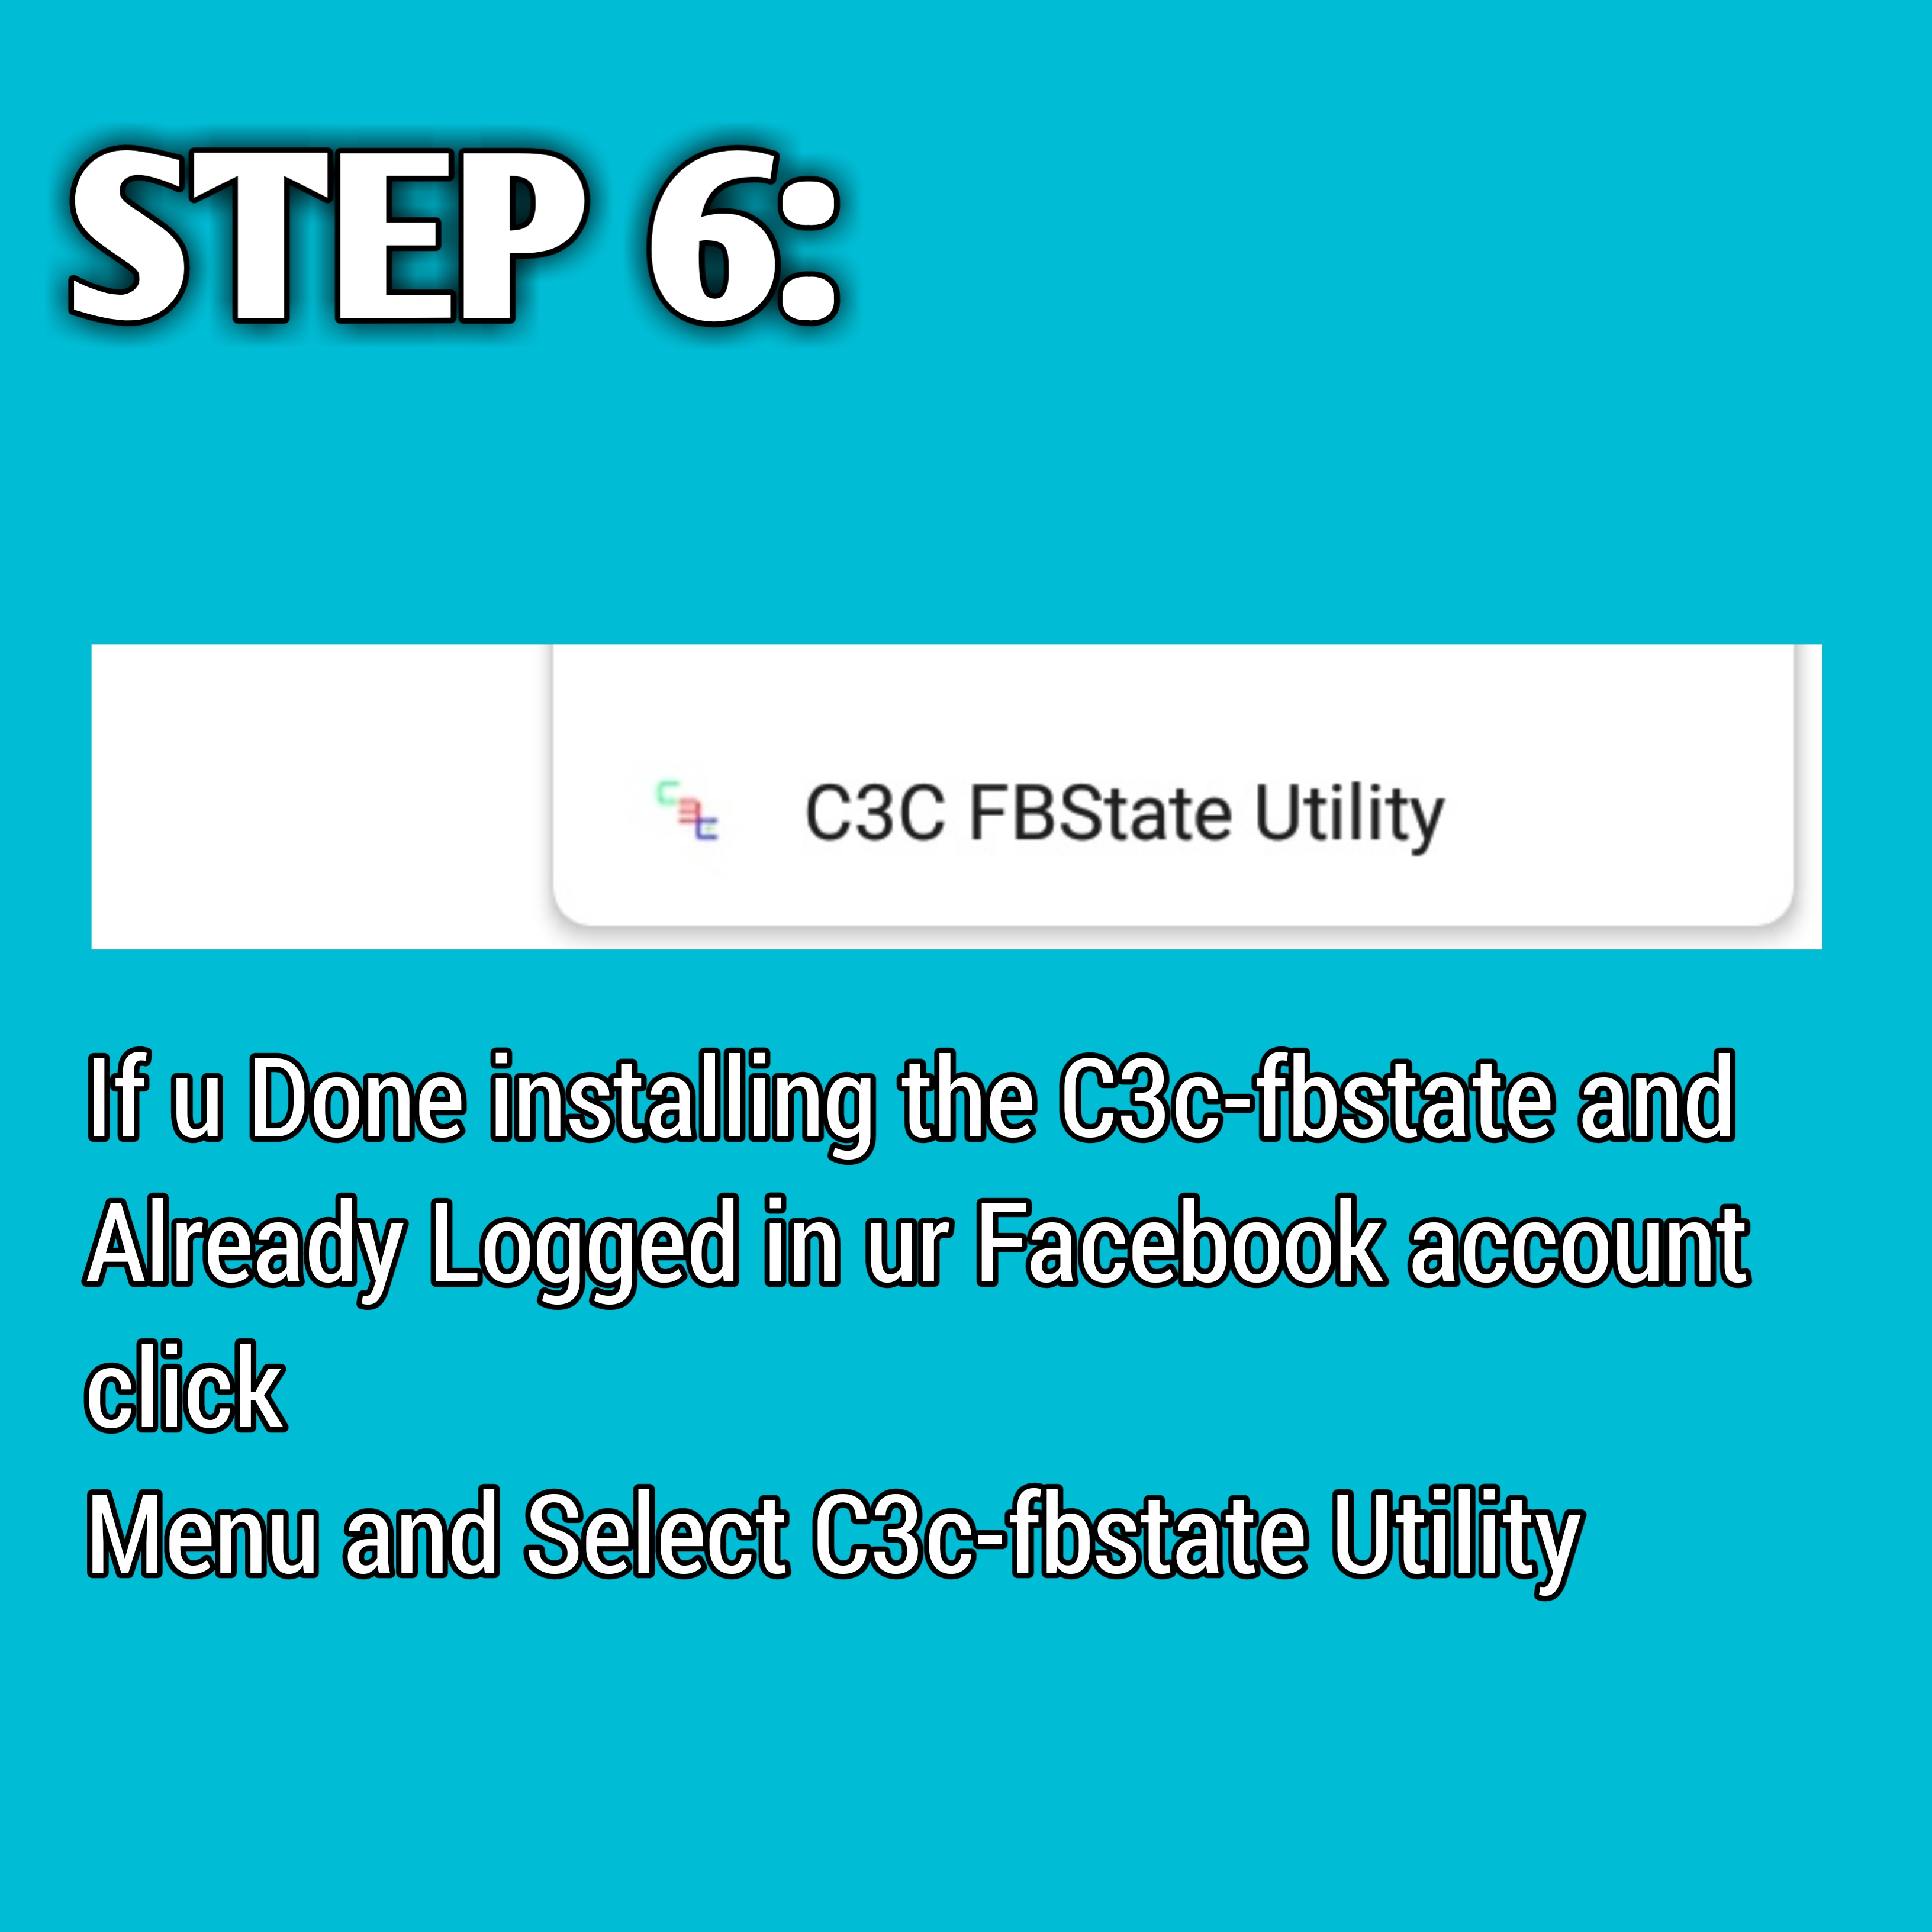 STEP 6:
C3C FBState Utility
If u Done installing the C3c-fbstate and
Already Logged in ur Facebook account
click
Menu and Select C3c-fbstate Utility